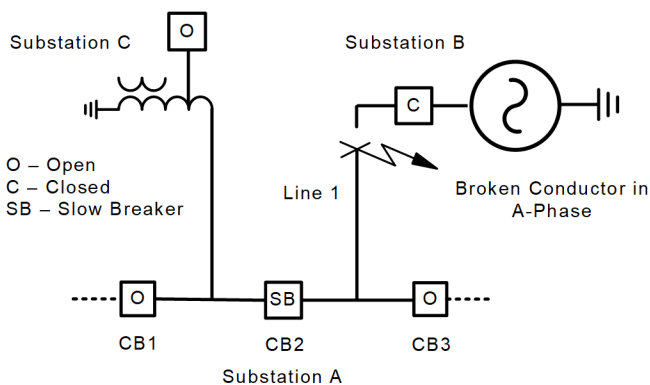 Substation C
O
Substation B
C
O – Open
C – Closed
SB – Slow Breaker
Line 1
Broken Conductor in
A-Phase
O
SB
O
CB1
CB2
CB3
Substation A